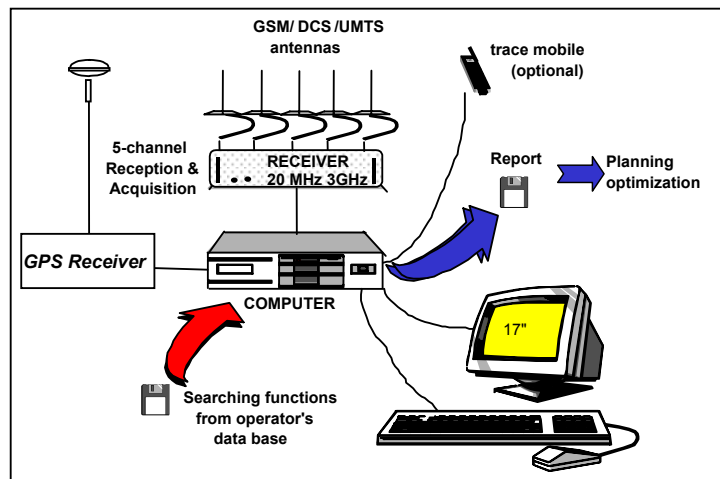 GSM/ DCS /UMTS
antennas
trace mobile
(optional)
5-channel
Reception &
Acquisition
RECEIVER
20 MHz 3GHz
Report
Planning
optimization
GPS Receiver
COMPUTER
17"
Searching functions
from operator's
data base